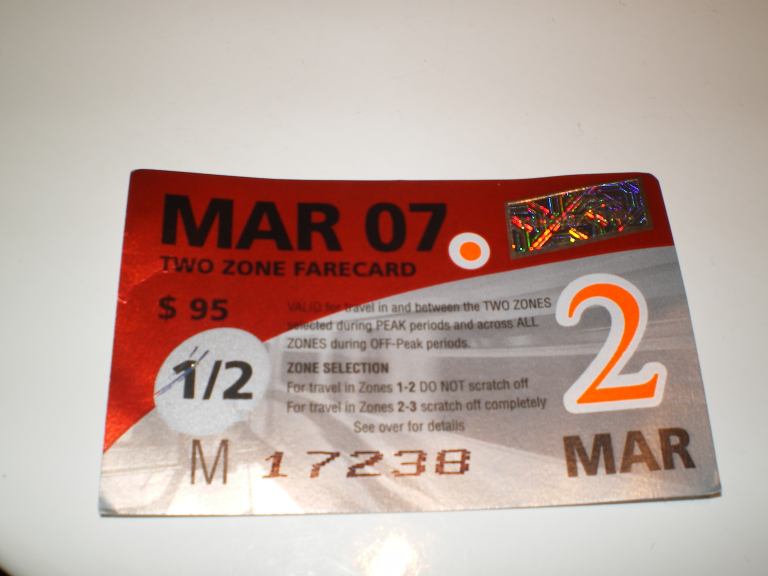 MAR 07
TWO ZONE FARECARD
$ 95
VALID for travel in and between the TWO ZONES
selected during PEAK periods and across ALL
ZONES during OFF-Peak periods.
1/2
ZONE SELECTION
For travel in Zones 1-2 DO NOT scratch off
For travel in Zones 2-3 scratch off completely
See over for details
2
MAR
M 17238